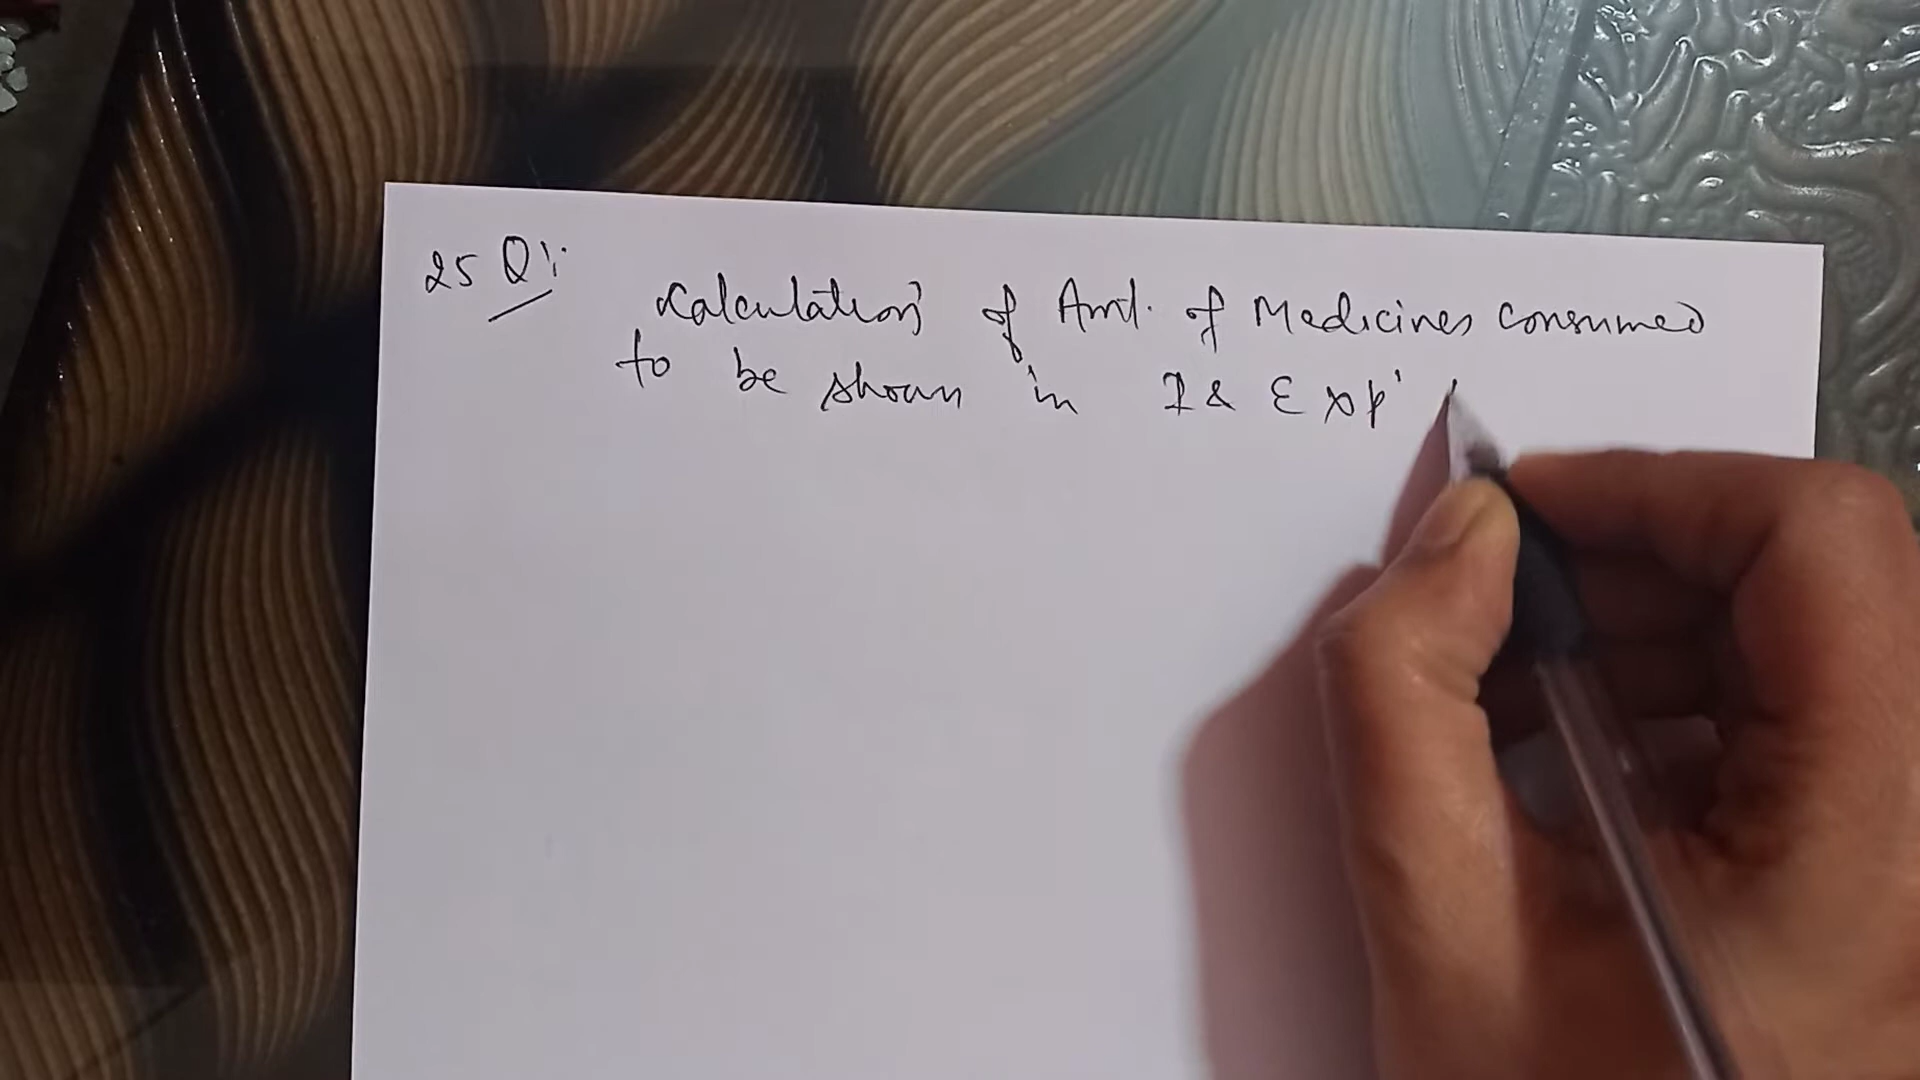 25 Q):
Calculation of Amt. of Medicines consumed
to be shown in I & Exp'